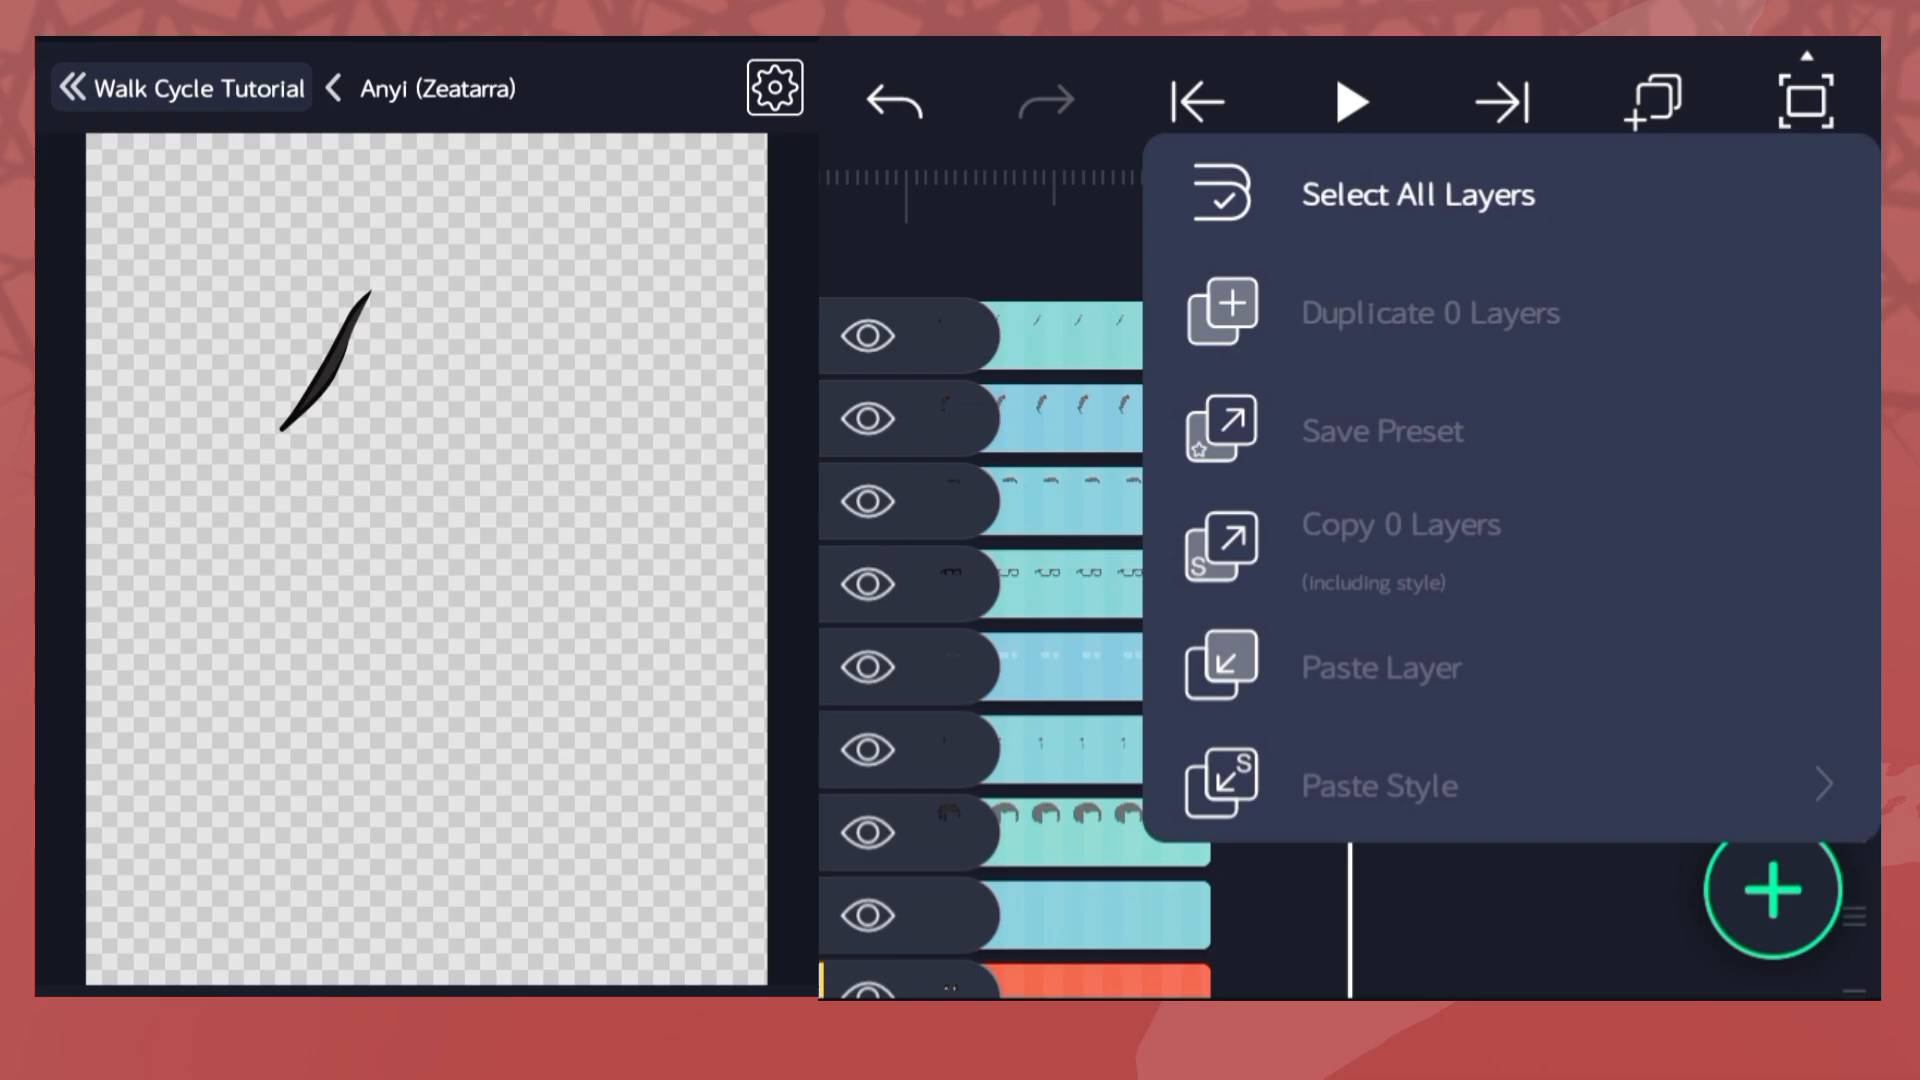 Walk Cycle Tutorial
Anyi (Zeatarra)
Select All Layers
Duplicate 0 Layers
Save Preset
Copy 0 Layers
(including style)
S
Paste Layer
Paste Style
S